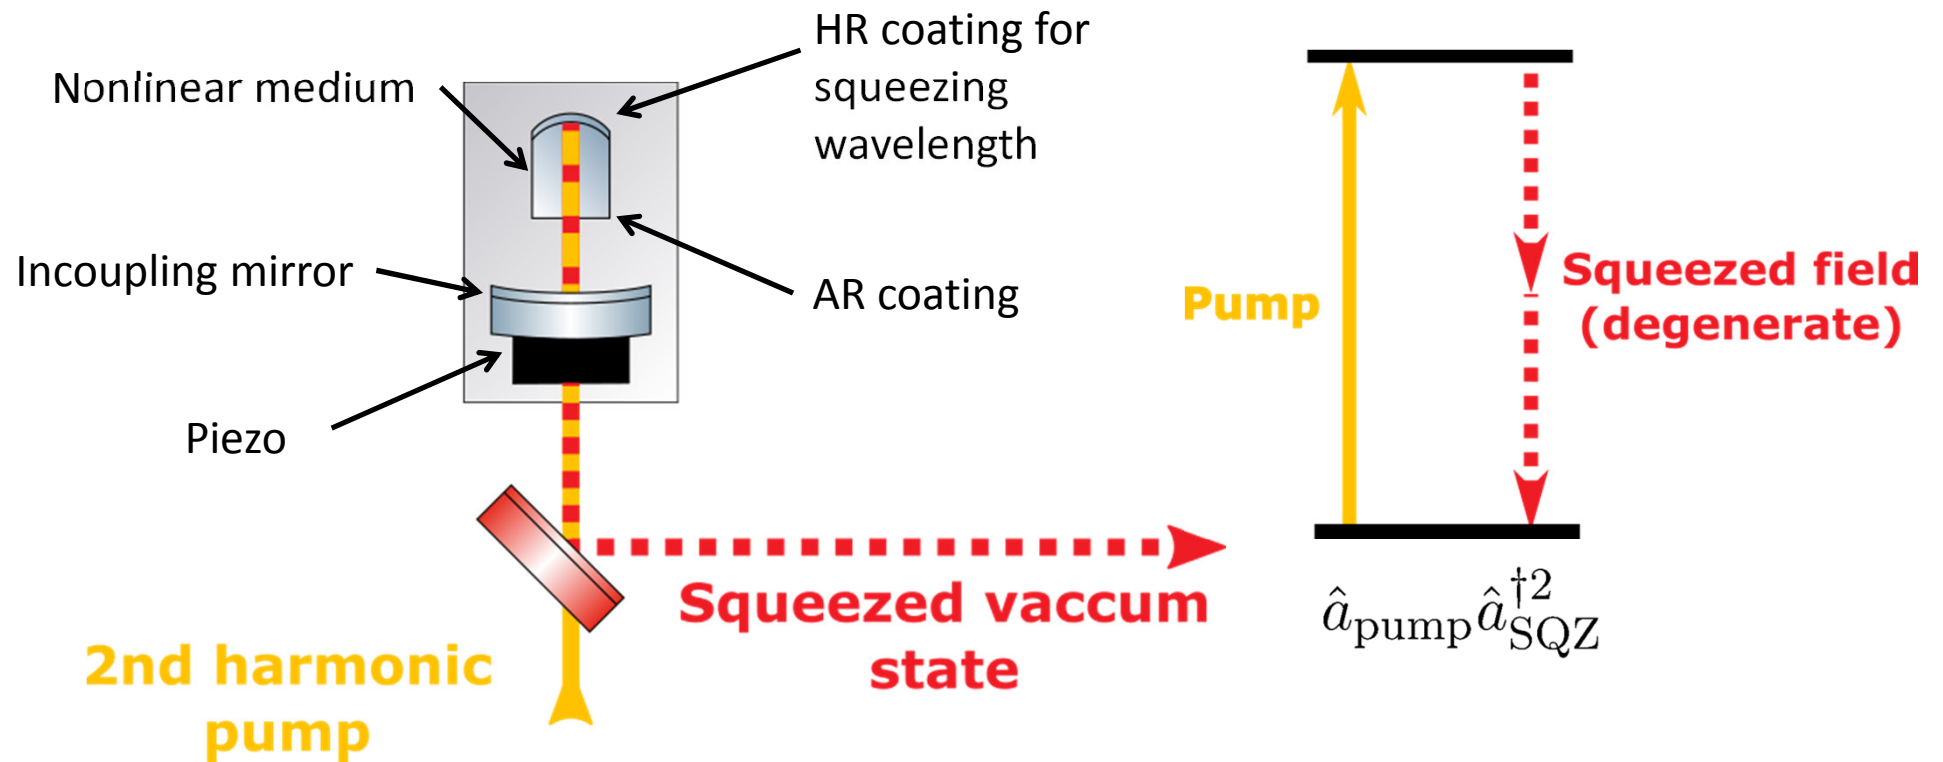 Nonlinear medium
HR coating for
squeezing
wavelength
Incoupling mirror
AR coating
Piezo
2nd harmonic
pump
Squeezed vaccum
state
Pump
Squeezed field
(degenerate)
â_pump â†2_SQZ